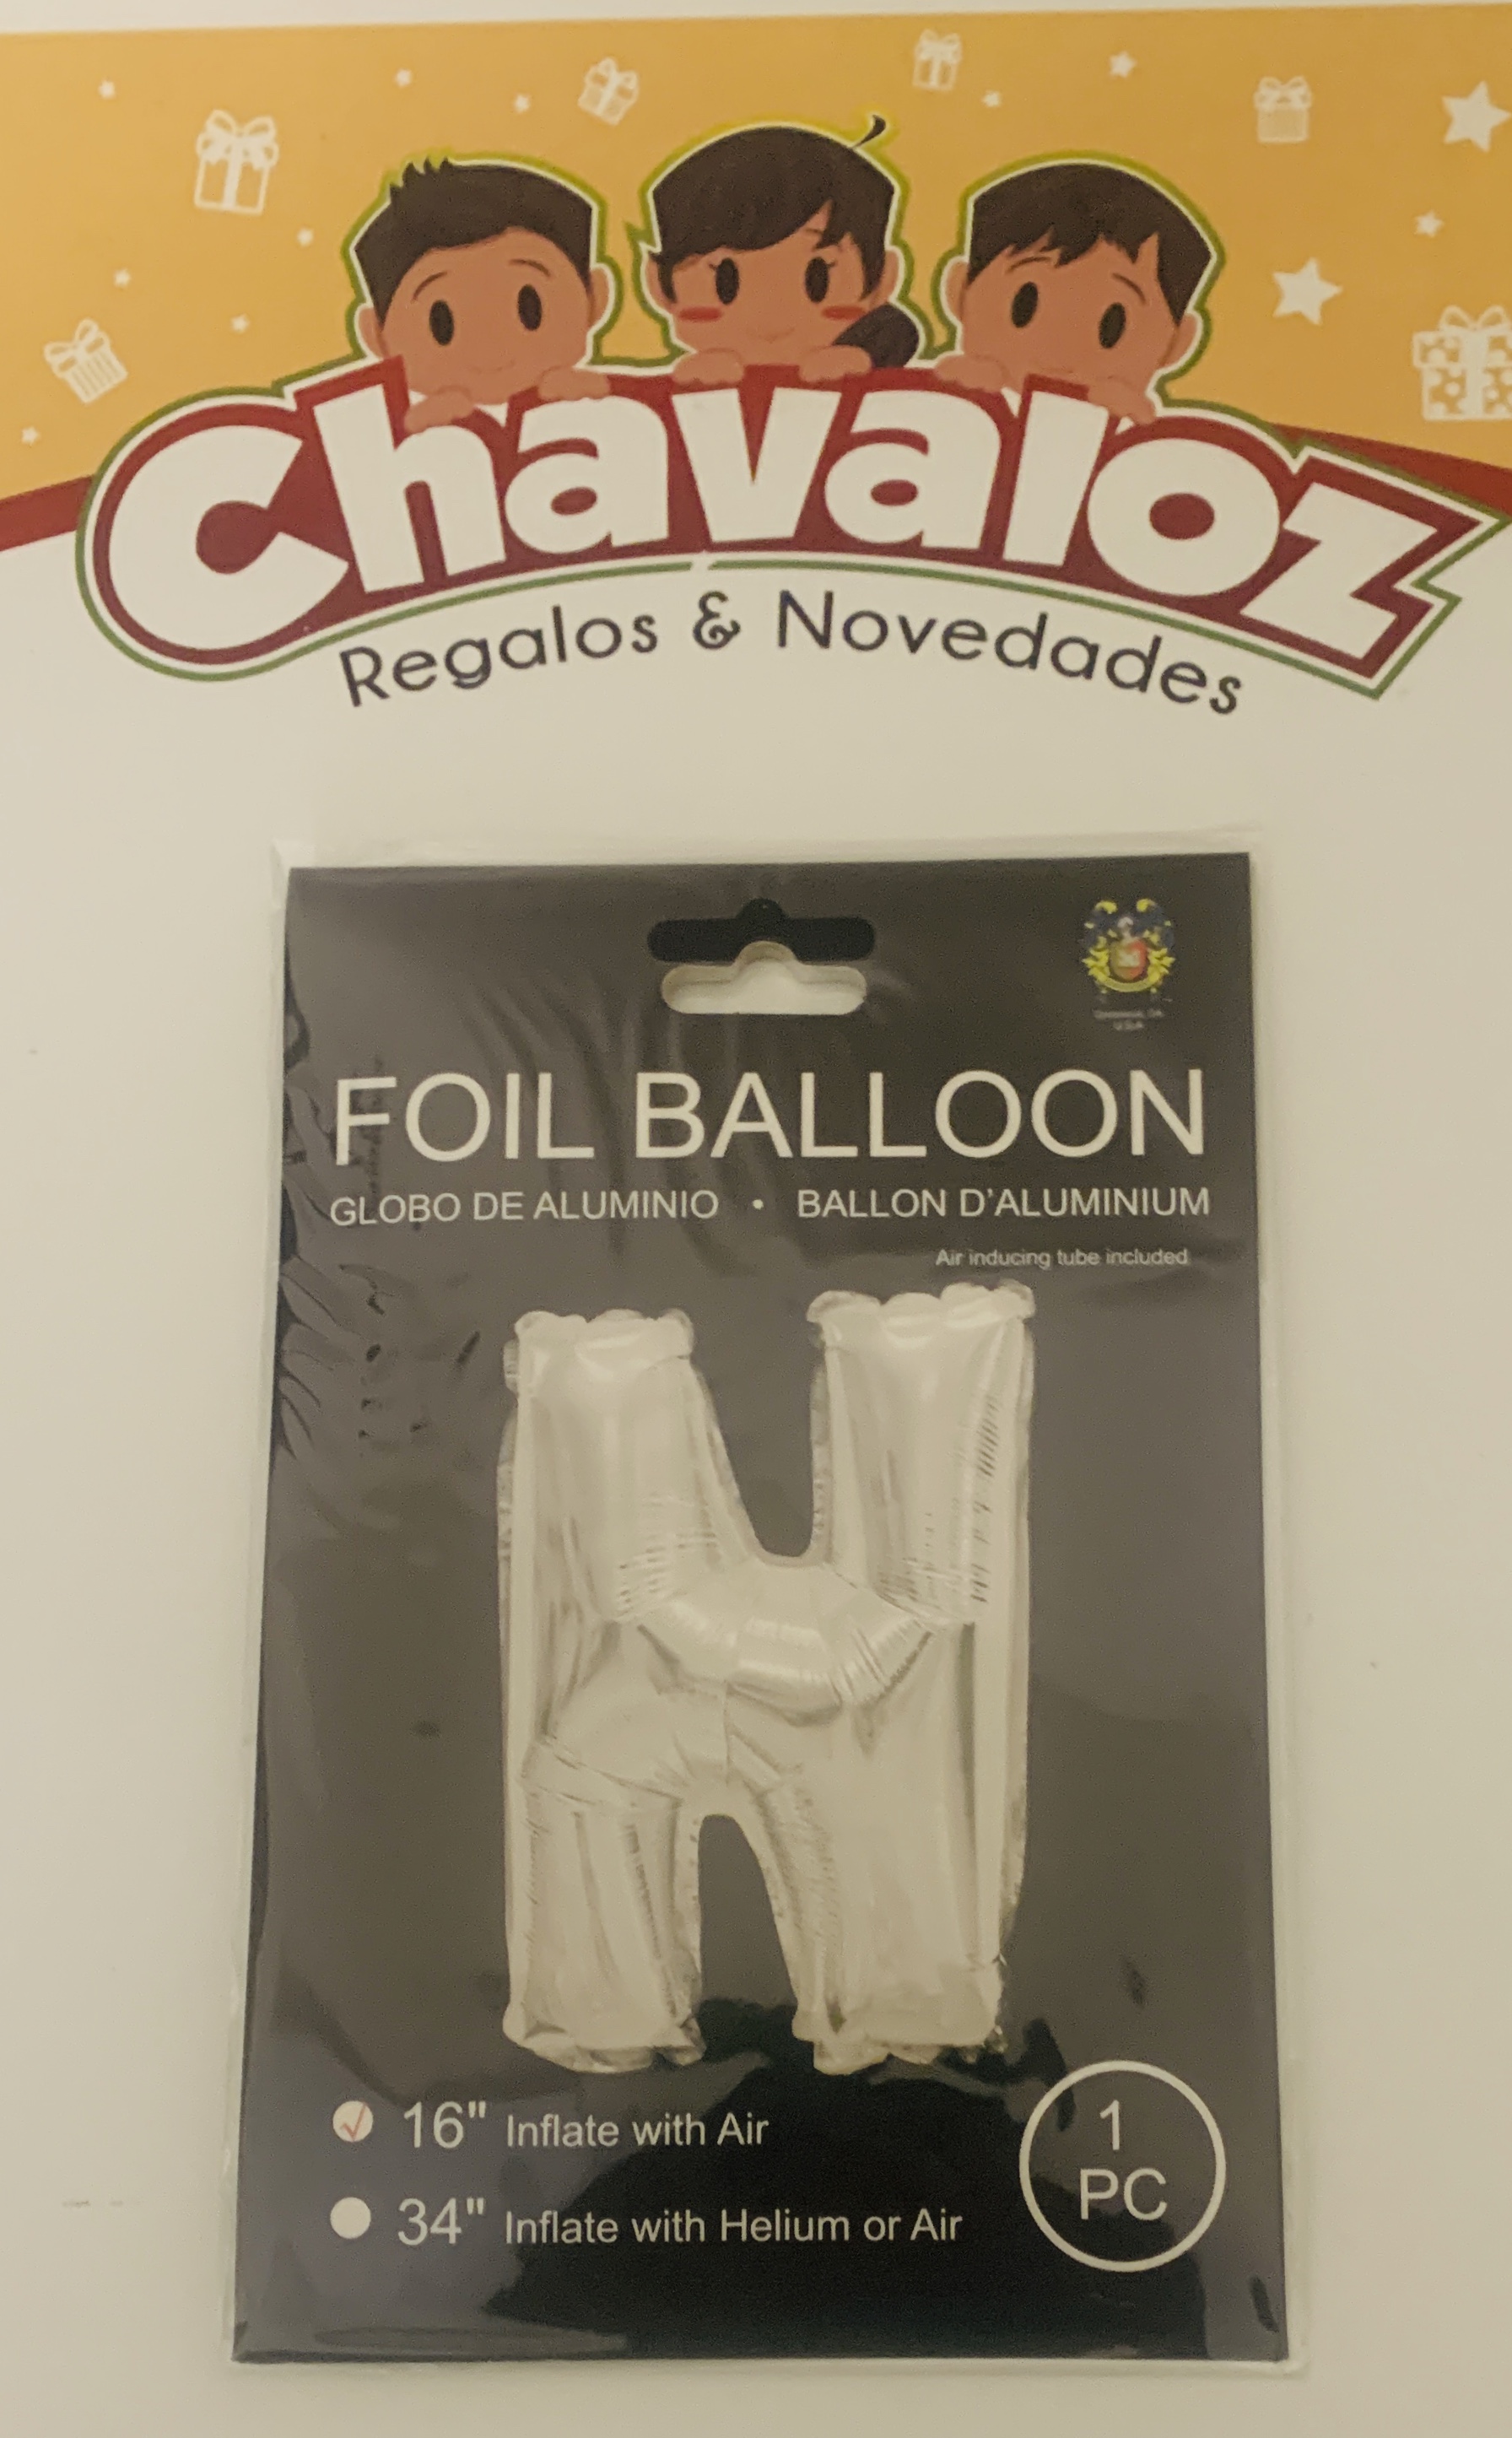 Chavaloz
Regalos & Novedades
U.S.A
FOIL BALLOON
GLOBO DE ALUMINIO • BALLON D'ALUMINIUM
Air inducing tube included
16" Inflate with Air
34" Inflate with Helium or Air
1
PC